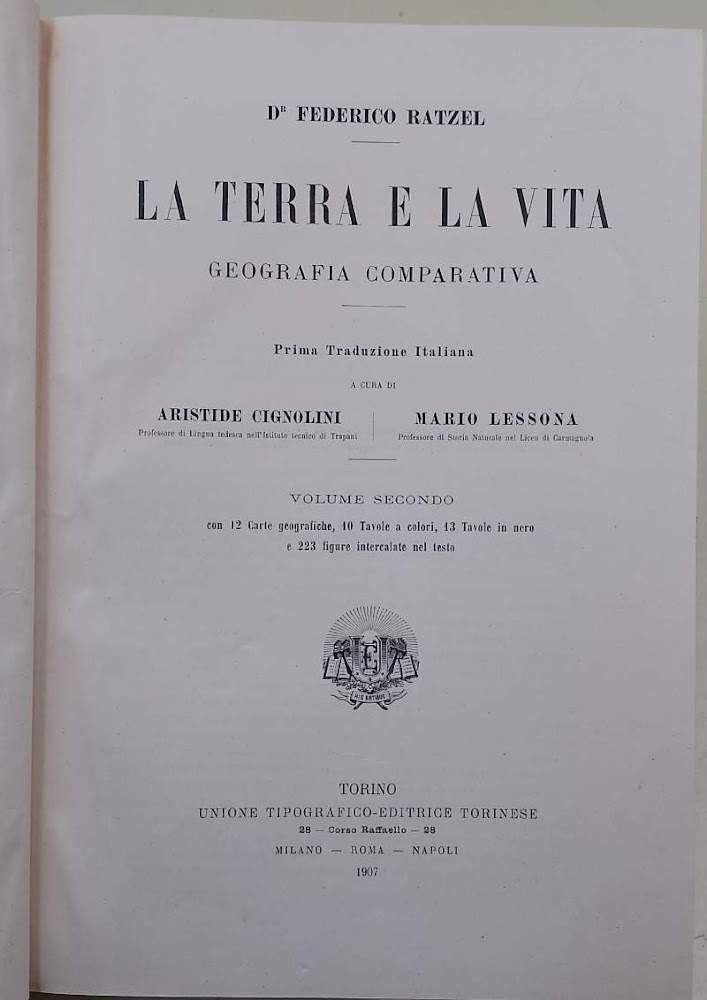 Dʳ FEDERICO RATZEL
LA TERRA E LA VITA
GEOGRAFIA COMPARATIVA
Prima Traduzione Italiana
A CURA DI
ARISTIDE CIGNOLINI
Professore di Lingua tedesca nell'Istituto tecnico di Trapani
MARIO LESSONA
Professore di Storia Naturale nel Liceo di Carmagnola
VOLUME SECONDO
con 12 Carte geografiche, 10 Tavole a colori, 13 Tavole in nero
e 223 figure intercalate nel testo
HIS ARTIBUS
TORINO
UNIONE TIPOGRAFICO-EDITRICE TORINESE
28 — Corso Raffaello — 28
MILANO — ROMA — NAPOLI
1907